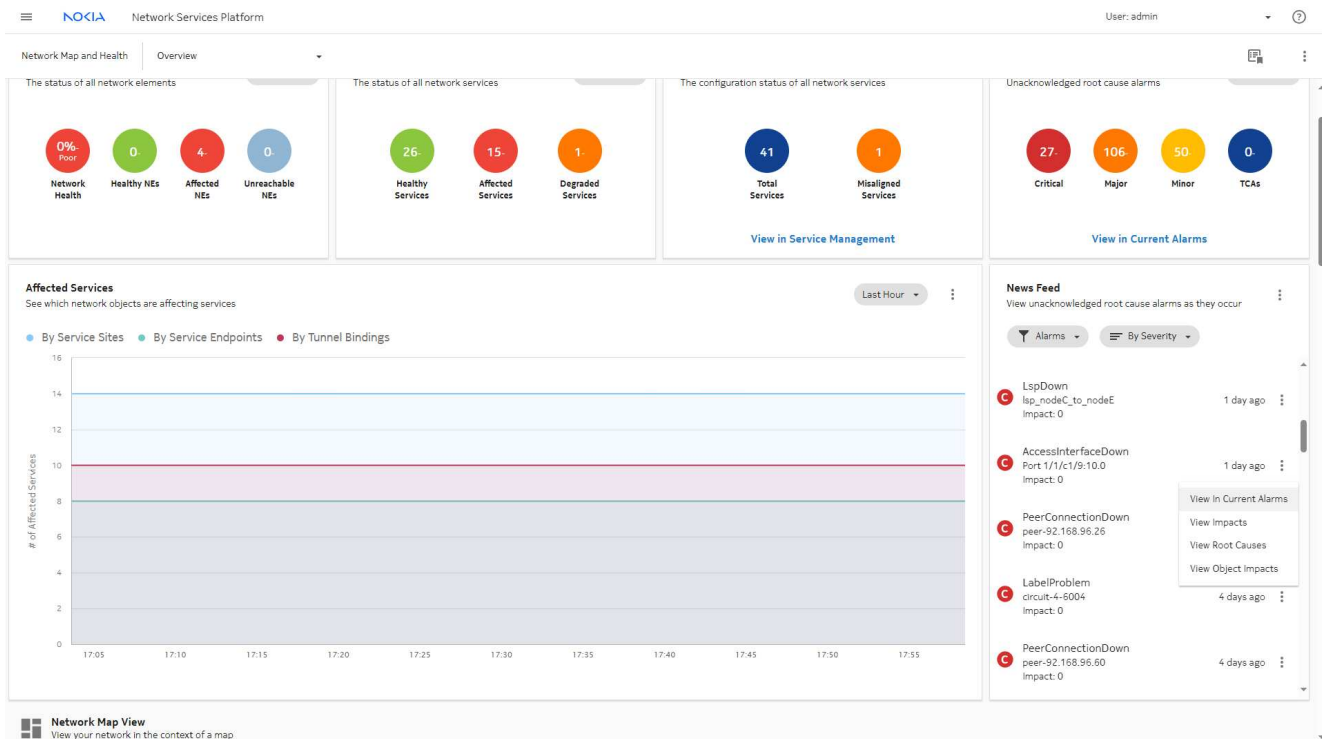 NOKIA Network Services Platform User: admin
Network Map and Health Overview
The status of all network elements
0%-
Poor
0-
4-
0-
Network
Health
Healthy NEs
Affected
NEs
Unreachable
NEs
The status of all network services
26-
15-
1-
Healthy
Services
Affected
Services
Degraded
Services
The configuration status of all network services
41
1
Total
Services
Misaligned
Services
View in Service Management
Unacknowledged root cause alarms
27-
106-
50-
0-
Critical
Major
Minor
TCAs
View in Current Alarms
Affected Services
See which network objects are affecting services
Last Hour
By Service Sites By Service Endpoints By Tunnel Bindings
# of Affected Services
16
14
12
10
8
6
4
2
0
17:05 17:10 17:15 17:20 17:25 17:30 17:35 17:40 17:45 17:50 17:55
News Feed
View unacknowledged root cause alarms as they occur
Alarms By Severity
C
LspDown
lsp_nodeC_to_nodeE
Impact: 0
1 day ago
C
AccessInterfaceDown
Port 1/1/c1/9:10.0
Impact: 0
1 day ago
View In Current Alarms
View Impacts
View Root Causes
View Object Impacts
C
PeerConnectionDown
peer-92.168.96.26
Impact: 0
C
LabelProblem
circuit-4-6004
Impact: 0
4 days ago
C
PeerConnectionDown
peer-92.168.96.60
Impact: 0
4 days ago
Network Map View
View your network in the context of a map